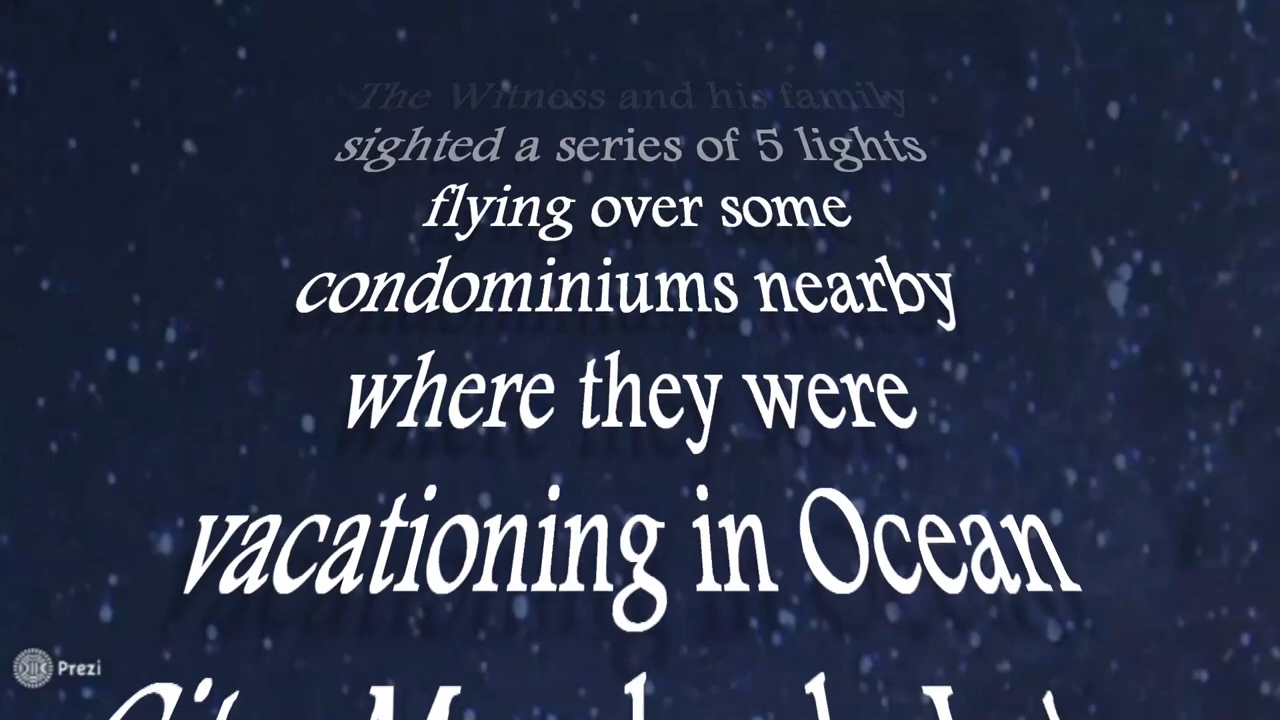 The Witness and his family
sighted a series of 5 lights
flying over some
condominiums nearby
where they were
vacationing in Ocean
City
Prezi